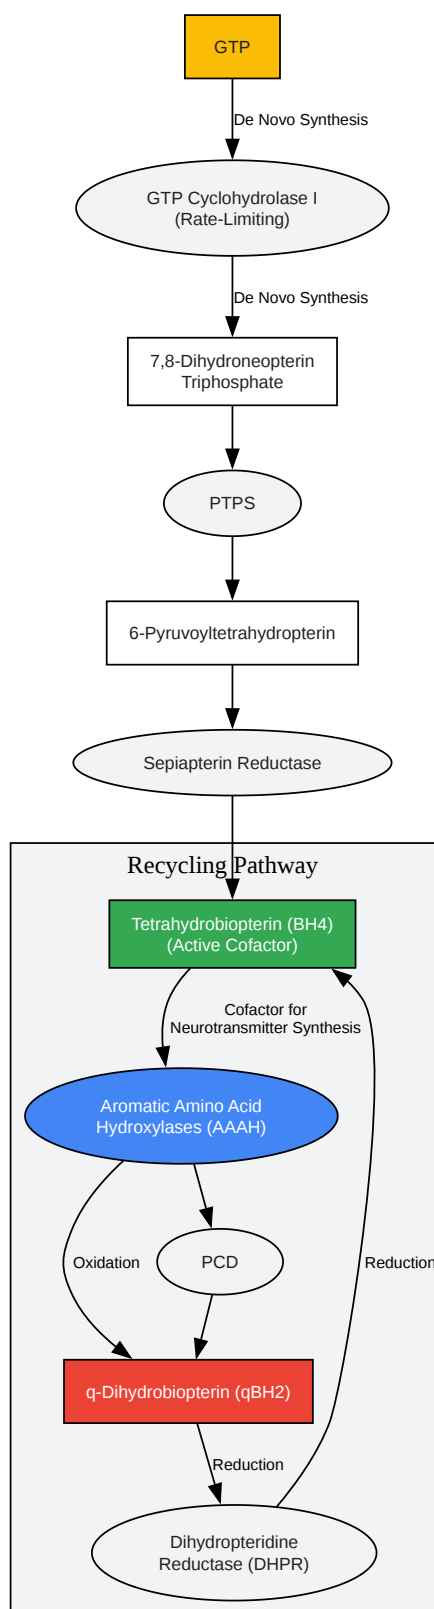 GTP
De Novo Synthesis
GTP Cyclohydrolase I
(Rate-Limiting)
De Novo Synthesis
7,8-Dihydroneopterin
Triphosphate
PTPS
6-Pyruvoyltetrahydropterin
Sepiapterin Reductase
Recycling Pathway
Tetrahydrobiopterin (BH4)
(Active Cofactor)
Cofactor for
Neurotransmitter Synthesis
Aromatic Amino Acid
Hydroxylases (AAAH)
Oxidation
PCD
Reduction
q-Dihydrobiopterin (qBH2)
Reduction
Dihydropteridine
Reductase (DHPR)